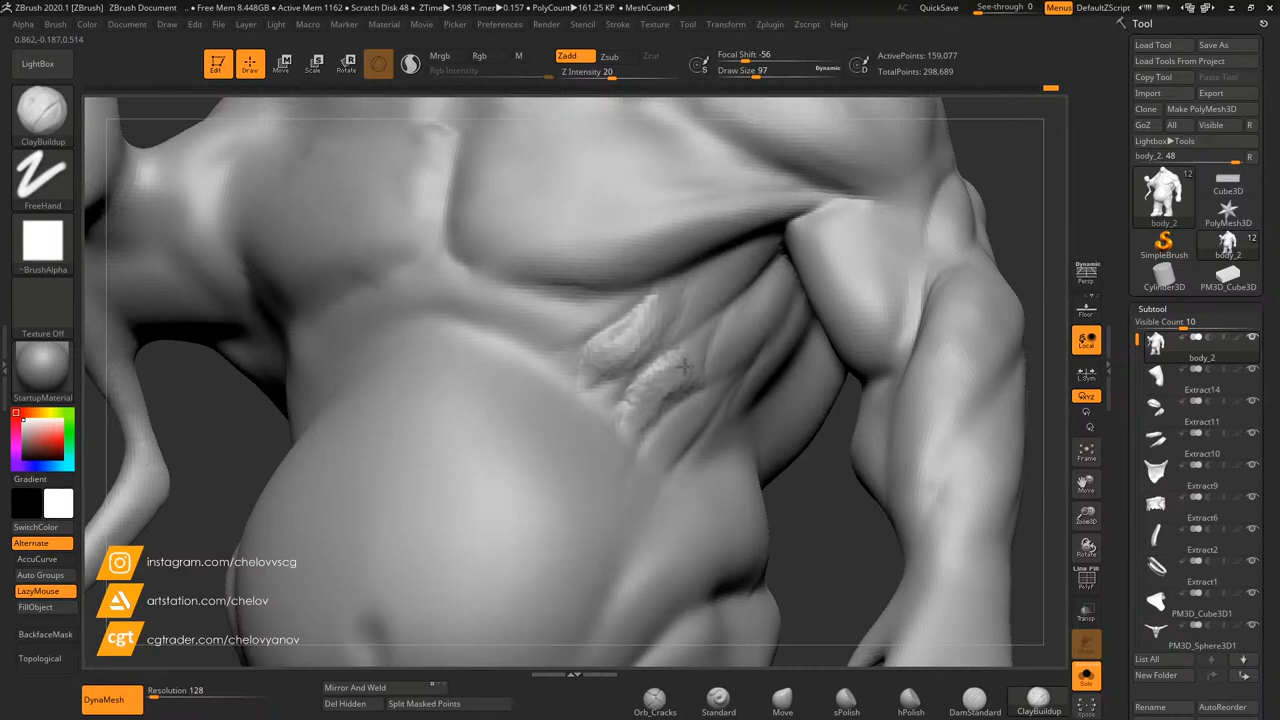 ZBrush 2020.1 [ZBrush] ZBrush Document .. ● Free Mem 8.448GB ● Active Mem 1162 ● Scratch Disk 48 ● ZTime▶1.598 Timer▶0.157 ● PolyCount▶161.25 KP ● MeshCount▶1 AC QuickSave See-through 0 Menus DefaultZScript
Alpha Brush Color Document Draw Edit File Layer Light Macro Marker Material Movie Picker Preferences Render Stencil Stroke Texture Tool Transform Zplugin Zscript Help
Tool
0.862,-0.187,0.514
Load Tool Save As
LightBox Edit Draw Move Scale Rotate Mrgb Rgb M Zadd Zsub Zcut Focal Shift -56 ActivePoints: 159,077
Rgb Intensity Z Intensity 20 Draw Size 97 Dynamic TotalPoints: 298,689
S D
Load Tools From Project
Copy Tool Paste Tool
Import Export
Clone Make PolyMesh3D
GoZ All Visible R
Lightbox▶Tools
body_2. 48 R
12
body_2 Cube3D
PolyMesh3D
12
SimpleBrush body_2
Cylinder3D PM3D_Cube3D
Subtool
Visible Count 10
body_2
Extract14
Extract11
Extract10
Extract9
Extract6
Extract2
Extract1
PM3D_Cube3D1
PM3D_Sphere3D1
List All
New Folder
Rename AutoReorder
ClayBuildup
FreeHand
~BrushAlpha
Texture Off
StartupMaterial
Gradient
SwitchColor
Alternate
AccuCurve
Auto Groups
LazyMouse
FillObject
BackfaceMask
Topological
Dynamic
Persp
Floor
Local
L.Sym
XYZ
Frame
Move
Zoom3D
Rotate
Line Fill
PolyF
Transp
Solo
Xpose
instagram.com/chelovvscg
artstation.com/chelov
cgt cgtrader.com/chelovyanov
DynaMesh Resolution 128 Mirror And Weld
Del Hidden Split Masked Points
Orb_Cracks Standard Move sPolish hPolish DamStandard ClayBuildup